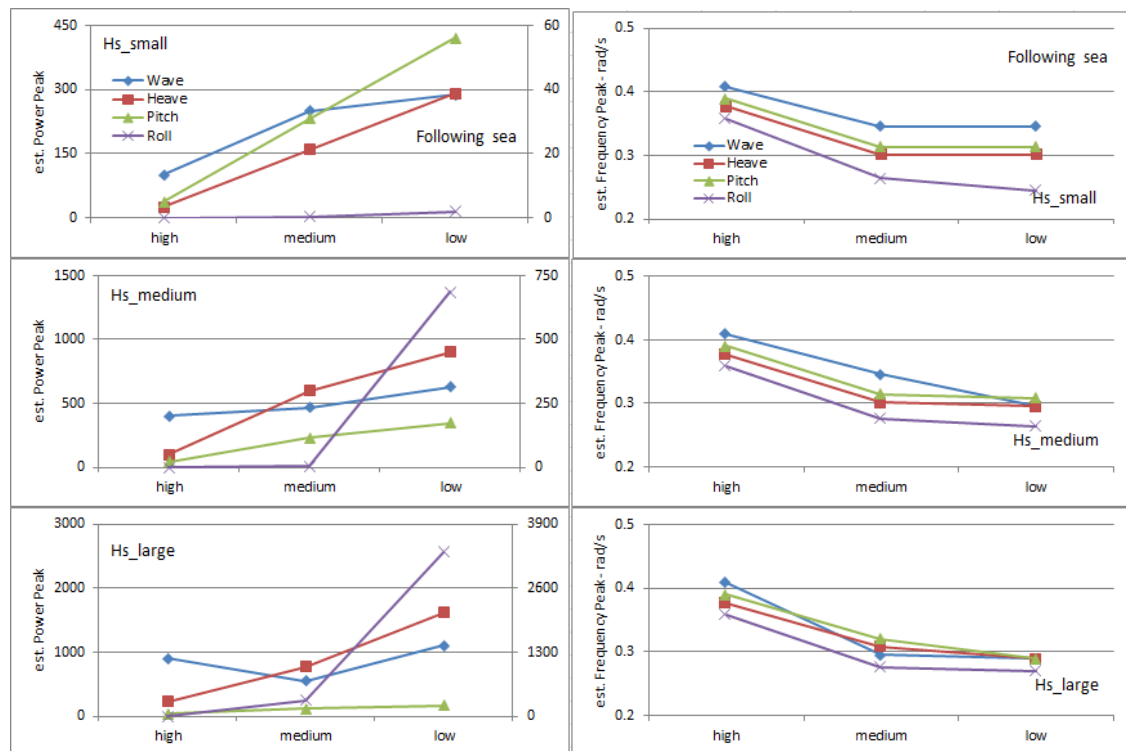 Hs_small
Wave
Heave
Pitch
Roll
Following sea
est. Power Peak
450
300
150
0
60
40
20
0
high medium low
Following sea
Wave
Heave
Pitch
Roll
Hs_small
est. Frequency Peak- rad/s
0.5
0.4
0.3
0.2
high medium low
Hs_medium
est. Power Peak
1500
1000
500
0
750
500
250
0
high medium low
Hs_medium
est. Frequency Peak- rad/s
0.5
0.4
0.3
0.2
high medium low
Hs_large
est. Power Peak
3000
2000
1000
0
3900
2600
1300
0
high medium low
Hs_large
est. Frequency Peak- rad/s
0.5
0.4
0.3
0.2
high medium low